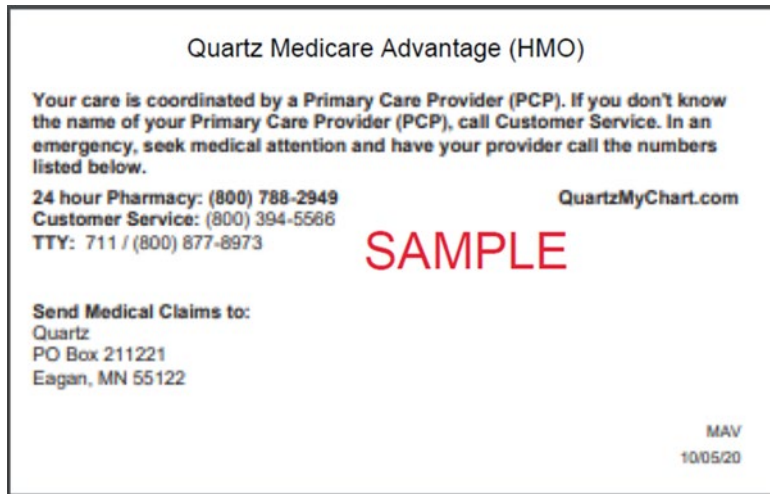 Quartz Medicare Advantage (HMO)
Your care is coordinated by a Primary Care Provider (PCP). If you don't know
the name of your Primary Care Provider (PCP), call Customer Service. In an
emergency, seek medical attention and have your provider call the numbers
listed below.
24 hour Pharmacy: (800) 788-2949 QuartzMyChart.com
Customer Service: (800) 394-5566
TTY: 711 / (800) 877-8973
SAMPLE
Send Medical Claims to:
Quartz
PO Box 211221
Eagan, MN 55122
MAV
10/05/20